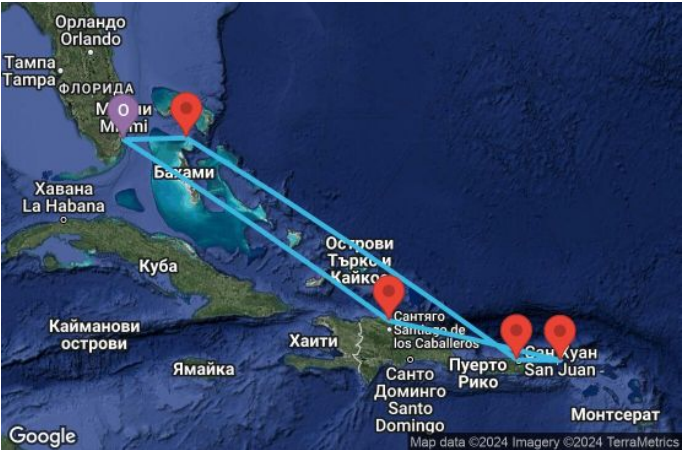 Орландо
Orlando
Тампа
Tampa
ФЛОРИДА
O
Miami
Бахами
Хавана
La Habana
Куба
Острови
Търкс и
Кайкос
Кайманови
острови
Ямайка
Хаити
Сантяго
Santiago de
los Caballeros
Санто
Доминго
Santo
Domingo
Пуерто
Рико
Сан Хуан
San Juan
Монтсерат
Google
Map data ©2024 Imagery ©2024 TerraMetrics